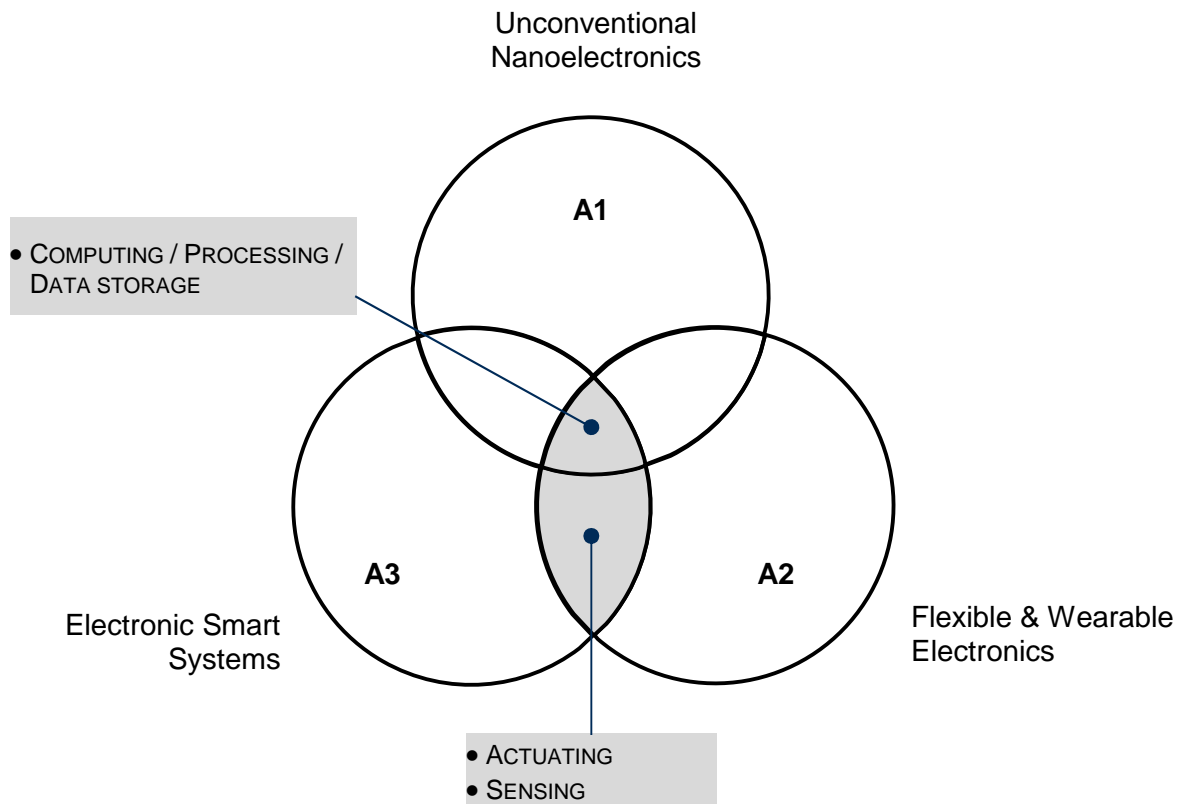 Unconventional
Nanoelectronics
A1
• COMPUTING / PROCESSING /
DATA STORAGE
A3
A2
Electronic Smart
Systems
Flexible & Wearable
Electronics
• ACTUATING
• SENSING